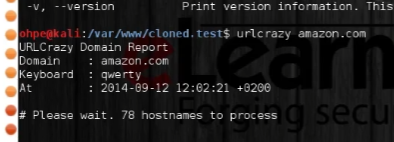 -v, --version Print version information. This
ohpe@kali:/var/www/cloned.test$ urlcrazy amazon.com
URLCrazy Domain Report
Domain : amazon.com
Keyboard : qwerty
At : 2014-09-12 12:02:21 +0200
# Please wait. 78 hostnames to process
eLearn
Forging secu